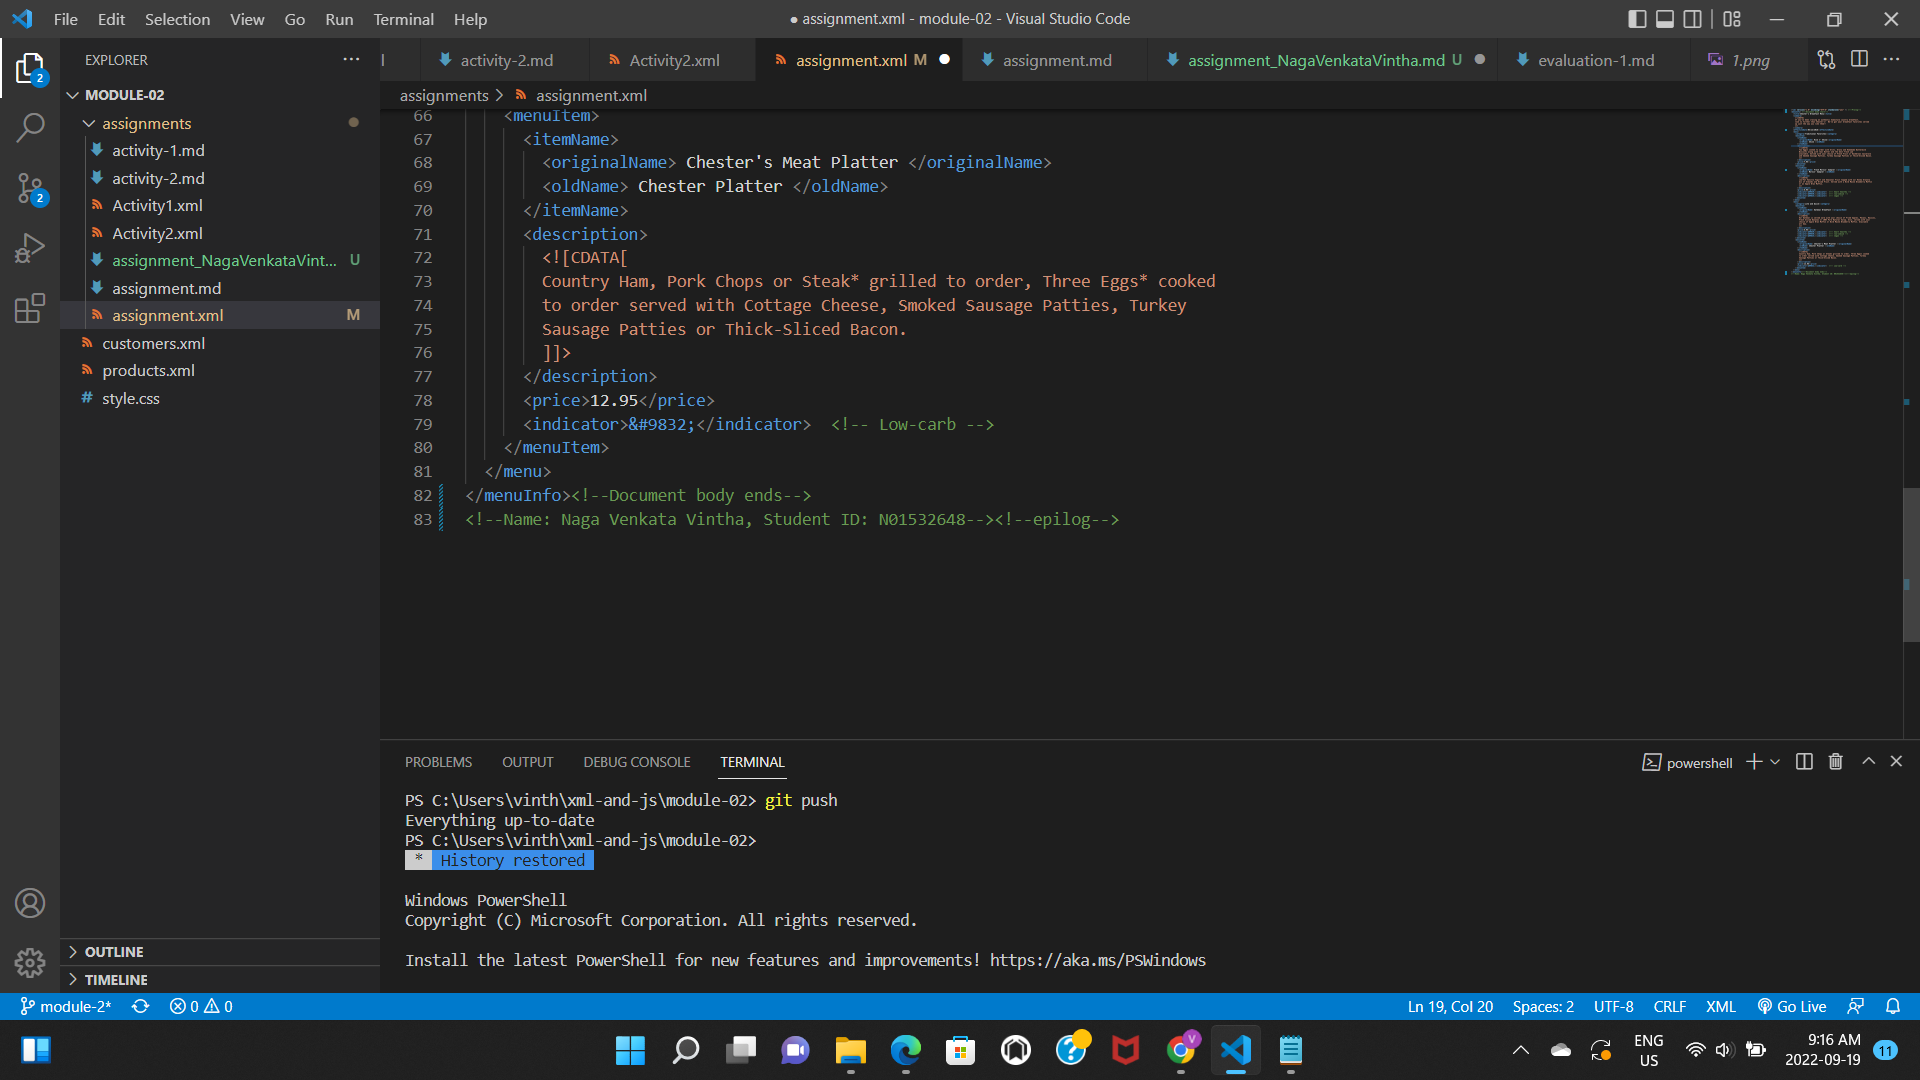 File Edit Selection View Go Run Terminal Help
● assignment.xml - module-02 - Visual Studio Code
EXPLORER
activity-2.md Activity2.xml assignment.xml M assignment.md assignment_NagaVenkataVintha.md U evaluation-1.md 1.png
MODULE-02
assignments
activity-1.md
activity-2.md
Activity1.xml
Activity2.xml
assignment_NagaVenkataVint... U
assignment.md
assignment.xml M
customers.xml
products.xml
style.css
OUTLINE
TIMELINE
2
2
assignments > assignment.xml
66 <menuItem>
67 <itemName>
68 <originalName> Chester's Meat Platter </originalName>
69 <oldName> Chester Platter </oldName>
70 </itemName>
71 <description>
72 <![CDATA[
73 Country Ham, Pork Chops or Steak* grilled to order, Three Eggs* cooked
74 to order served with Cottage Cheese, Smoked Sausage Patties, Turkey
75 Sausage Patties or Thick-Sliced Bacon.
76 ]]>
77 </description>
78 <price>12.95</price>
79 <indicator>&#9832;</indicator> <!-- Low-carb -->
80 </menuItem>
81 </menu>
82 </menuInfo><!--Document body ends-->
83 <!--Name: Naga Venkata Vintha, Student ID: N01532648--><!--epilog-->
PROBLEMS OUTPUT DEBUG CONSOLE TERMINAL
powershell
PS C:\Users\vinth\xml-and-js\module-02> git push
Everything up-to-date
PS C:\Users\vinth\xml-and-js\module-02>
* History restored
Windows PowerShell
Copyright (C) Microsoft Corporation. All rights reserved.
Install the latest PowerShell for new features and improvements! https://aka.ms/PSWindows
module-2* 0 0
Ln 19, Col 20 Spaces: 2 UTF-8 CRLF XML Go Live
V
ENG
US
9:16 AM
2022-09-19
11